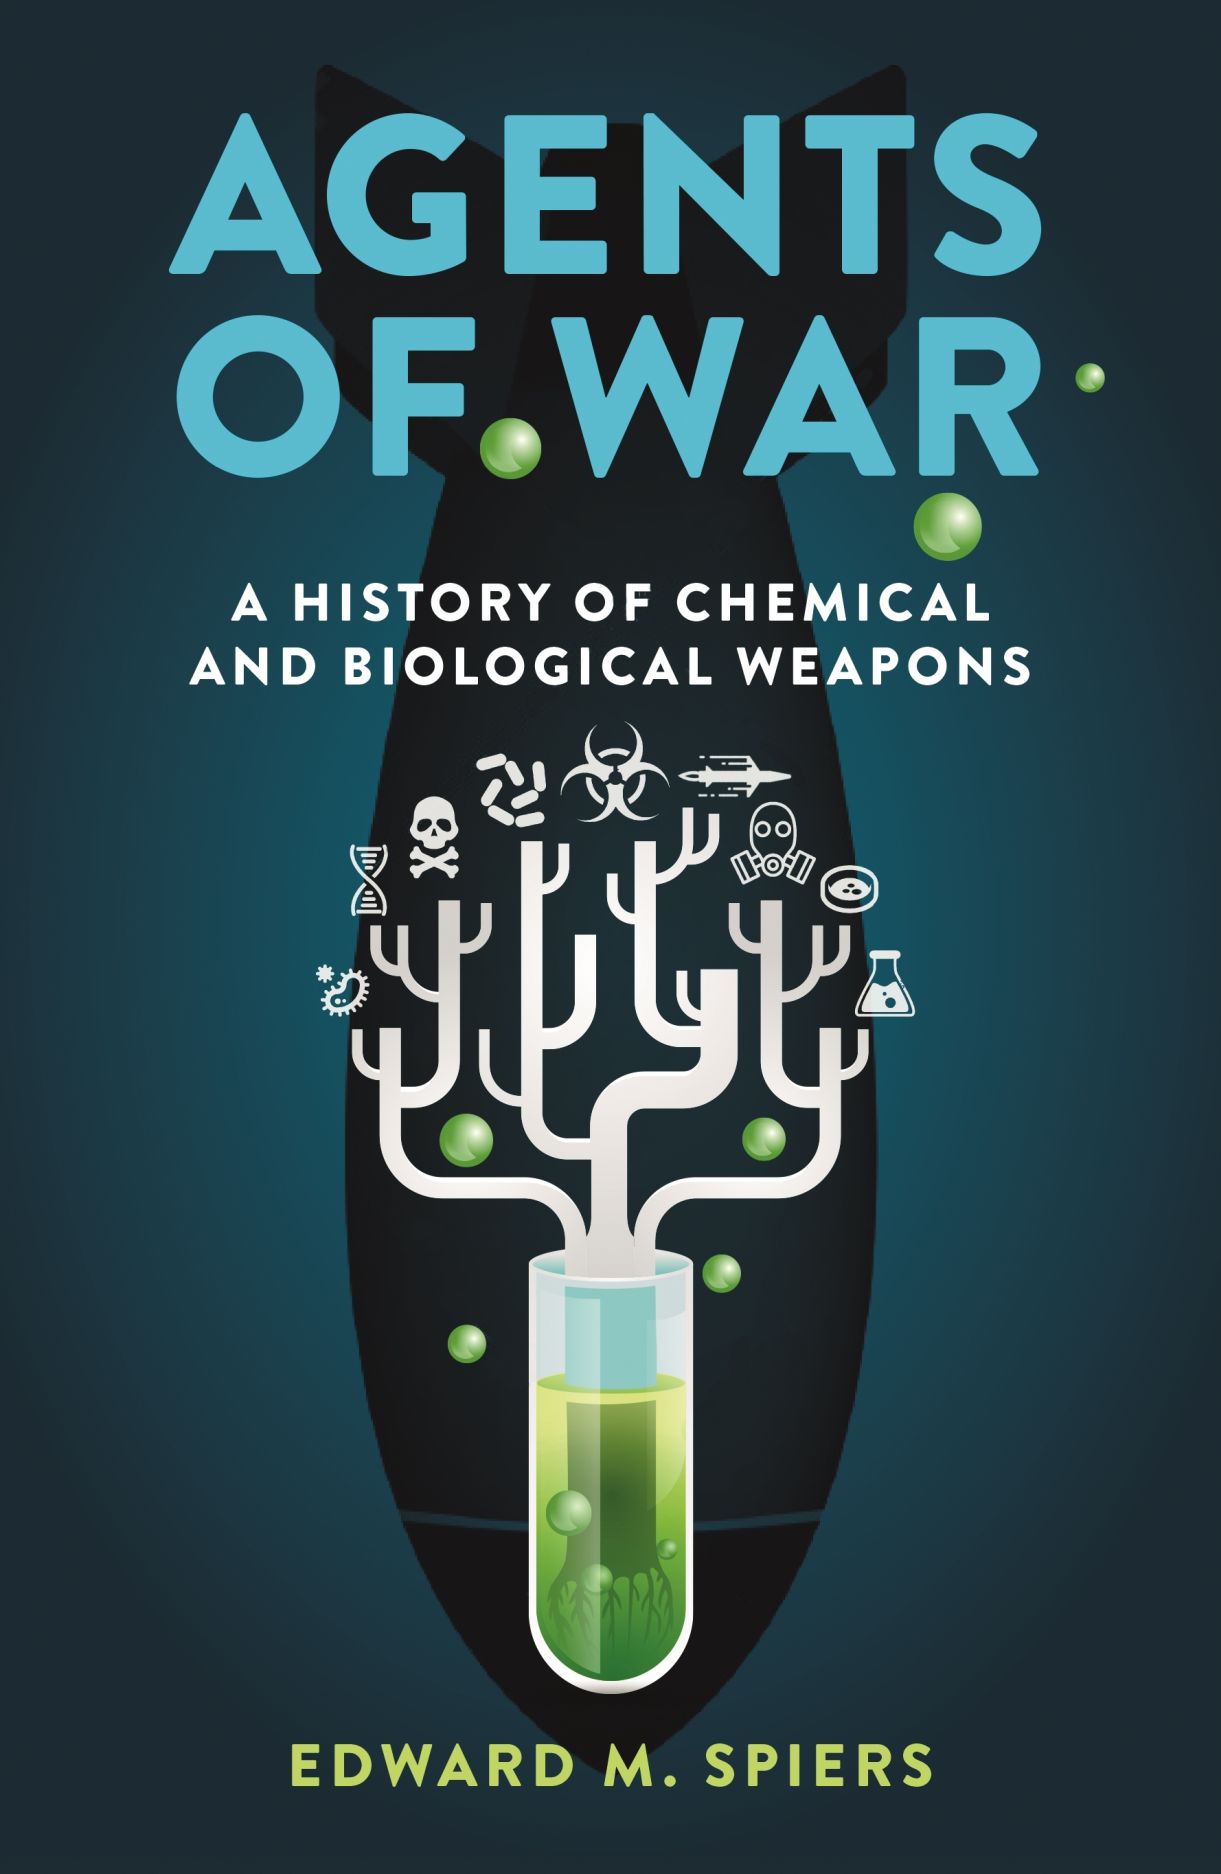 AGENTS
OF WAR
A HISTORY OF CHEMICAL
AND BIOLOGICAL WEAPONS
EDWARD M. SPIERS